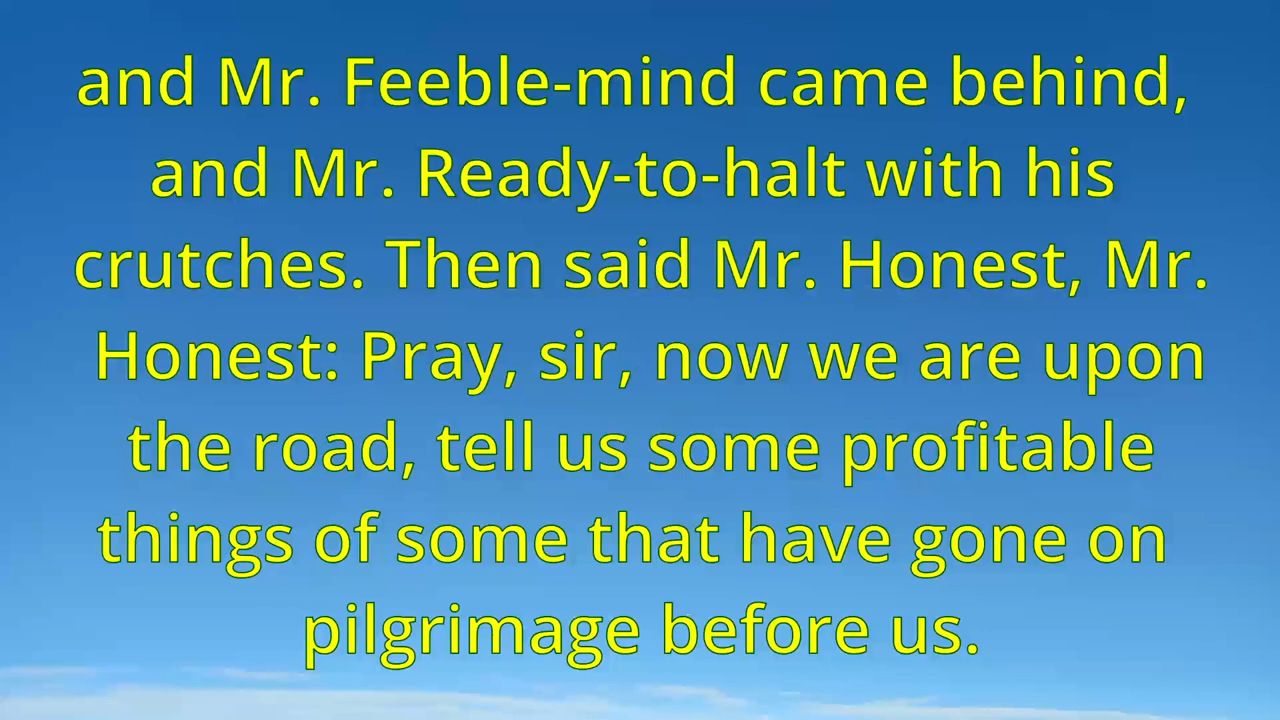 and Mr. Feeble-mind came behind,
and Mr. Ready-to-halt with his
crutches. Then said Mr. Honest, Mr.
Honest: Pray, sir, now we are upon
the road, tell us some profitable
things of some that have gone on
pilgrimage before us.